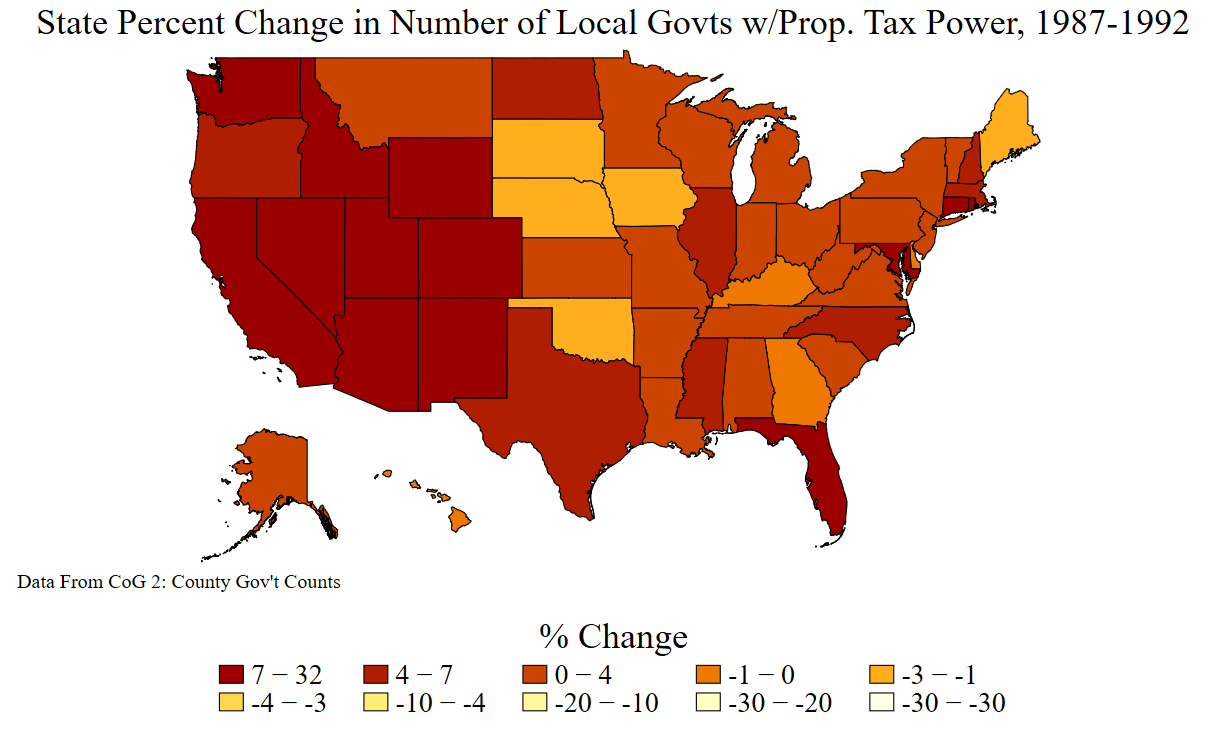 State Percent Change in Number of Local Govts w/Prop. Tax Power, 1987-1992
Data From CoG 2: County Gov't Counts
% Change
7 − 32 4 − 7 0 − 4 -1 − 0 -3 − -1
-4 − -3 -10 − -4 -20 − -10 -30 − -20 -30 − -30